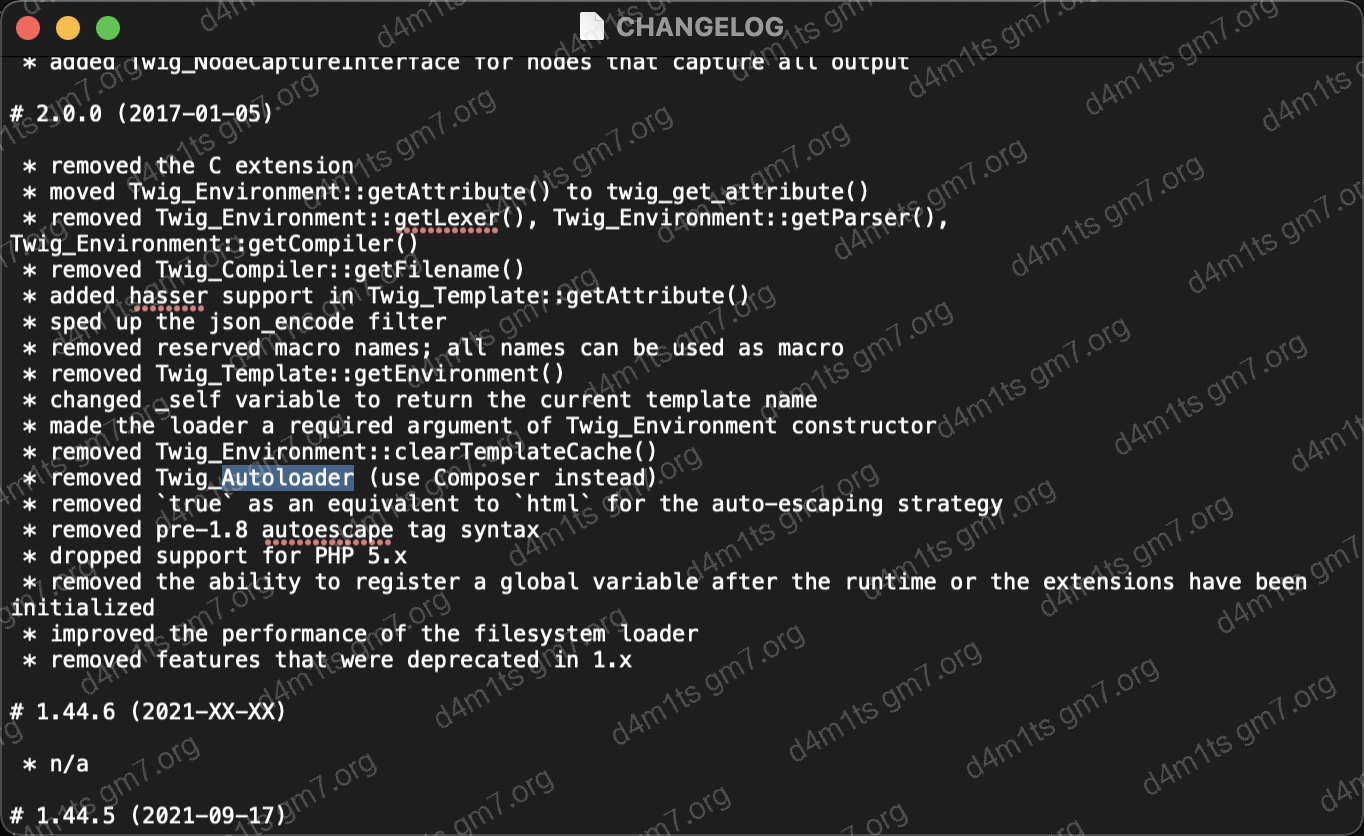 CHANGELOG
* added Twig_NodeCaptureInterface for nodes that capture all output
# 2.0.0 (2017-01-05)
* removed the C extension
* moved Twig_Environment::getAttribute() to twig_get_attribute()
* removed Twig_Environment::getLexer(), Twig_Environment::getParser(),
Twig_Environment::getCompiler()
* removed Twig_Compiler::getFilename()
* added hasser support in Twig_Template::getAttribute()
* sped up the json_encode filter
* removed reserved macro names; all names can be used as macro
* removed Twig_Template::getEnvironment()
* changed _self variable to return the current template name
* made the loader a required argument of Twig_Environment constructor
* removed Twig_Environment::clearTemplateCache()
* removed Twig_Autoloader (use Composer instead)
* removed `true` as an equivalent to `html` for the auto-escaping strategy
* removed pre-1.8 autoescape tag syntax
* dropped support for PHP 5.x
* removed the ability to register a global variable after the runtime or the extensions have been
initialized
* improved the performance of the filesystem loader
* removed features that were deprecated in 1.x
# 1.44.6 (2021-XX-XX)
* n/a
# 1.44.5 (2021-09-17)
d4m1ts gm7.org